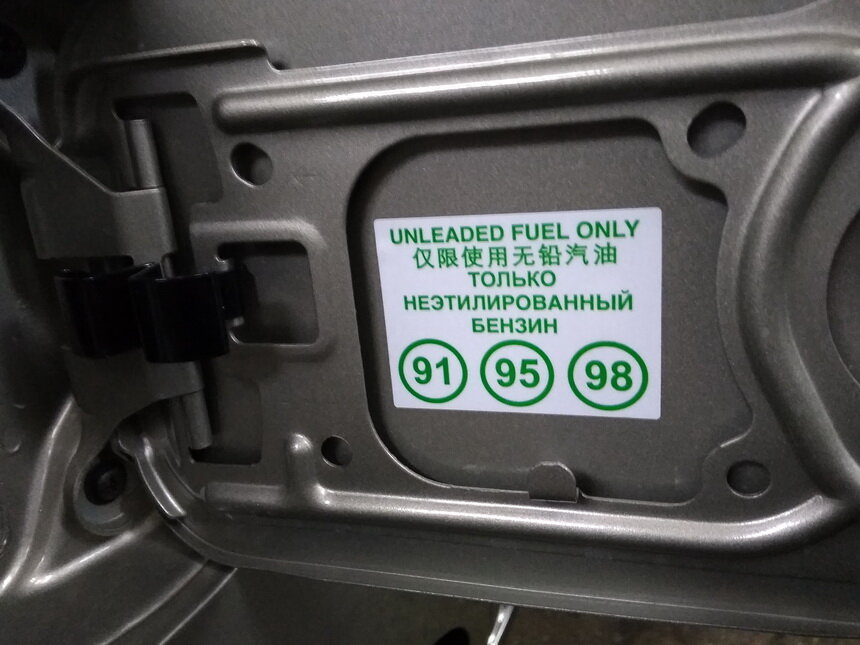 UNLEADED FUEL ONLY
仅限使用无铅汽油
ТОЛЬКО
НЕЭТИЛИРОВАННЫЙ
БЕНЗИН
91 95 98